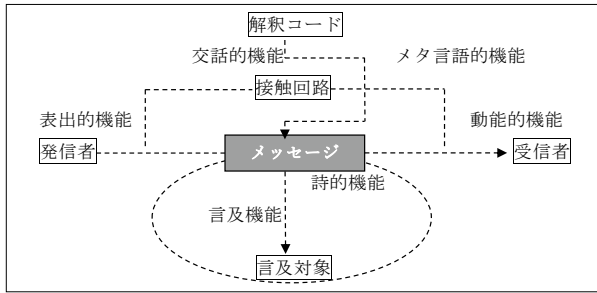 解釈コード
交話的機能
メタ言語的機能
接触回路
表出的機能
動能的機能
発信者
メッセージ
受信者
詩的機能
言及機能
言及対象